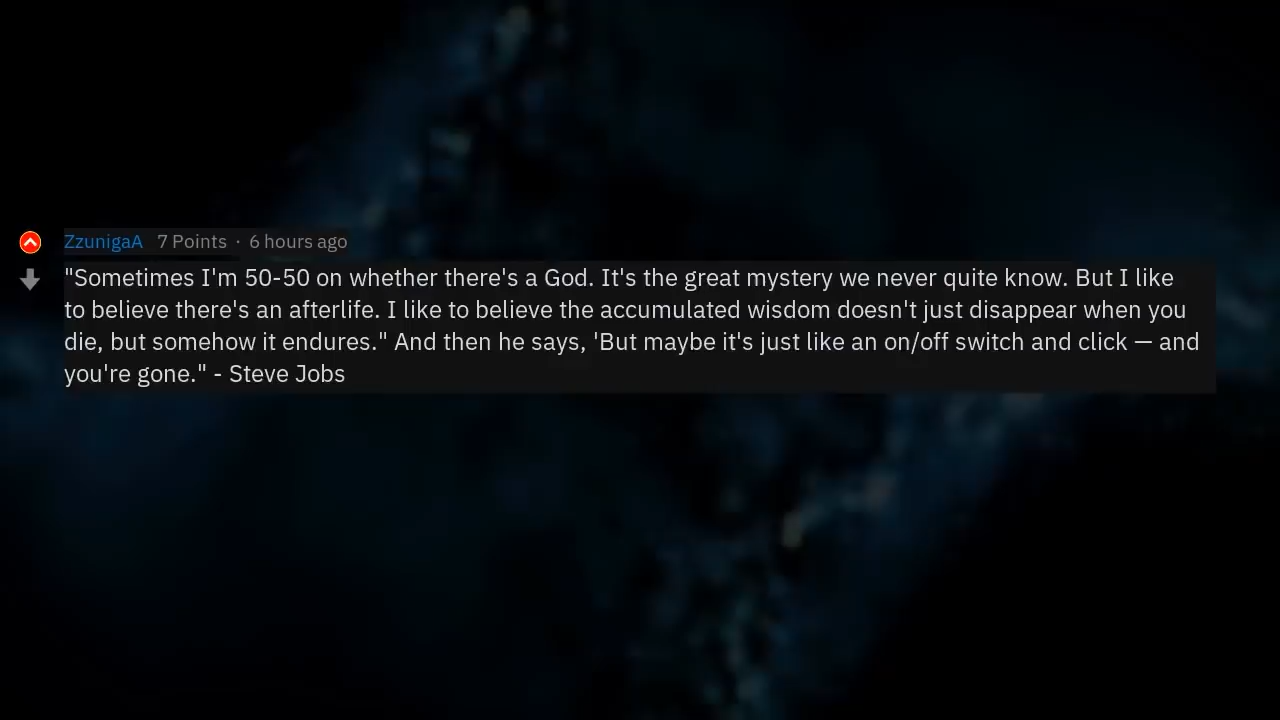 ZzunigaA 7 Points · 6 hours ago
"Sometimes I'm 50-50 on whether there's a God. It's the great mystery we never quite know. But I like
to believe there's an afterlife. I like to believe the accumulated wisdom doesn't just disappear when you
die, but somehow it endures." And then he says, 'But maybe it's just like an on/off switch and click — and
you're gone." - Steve Jobs